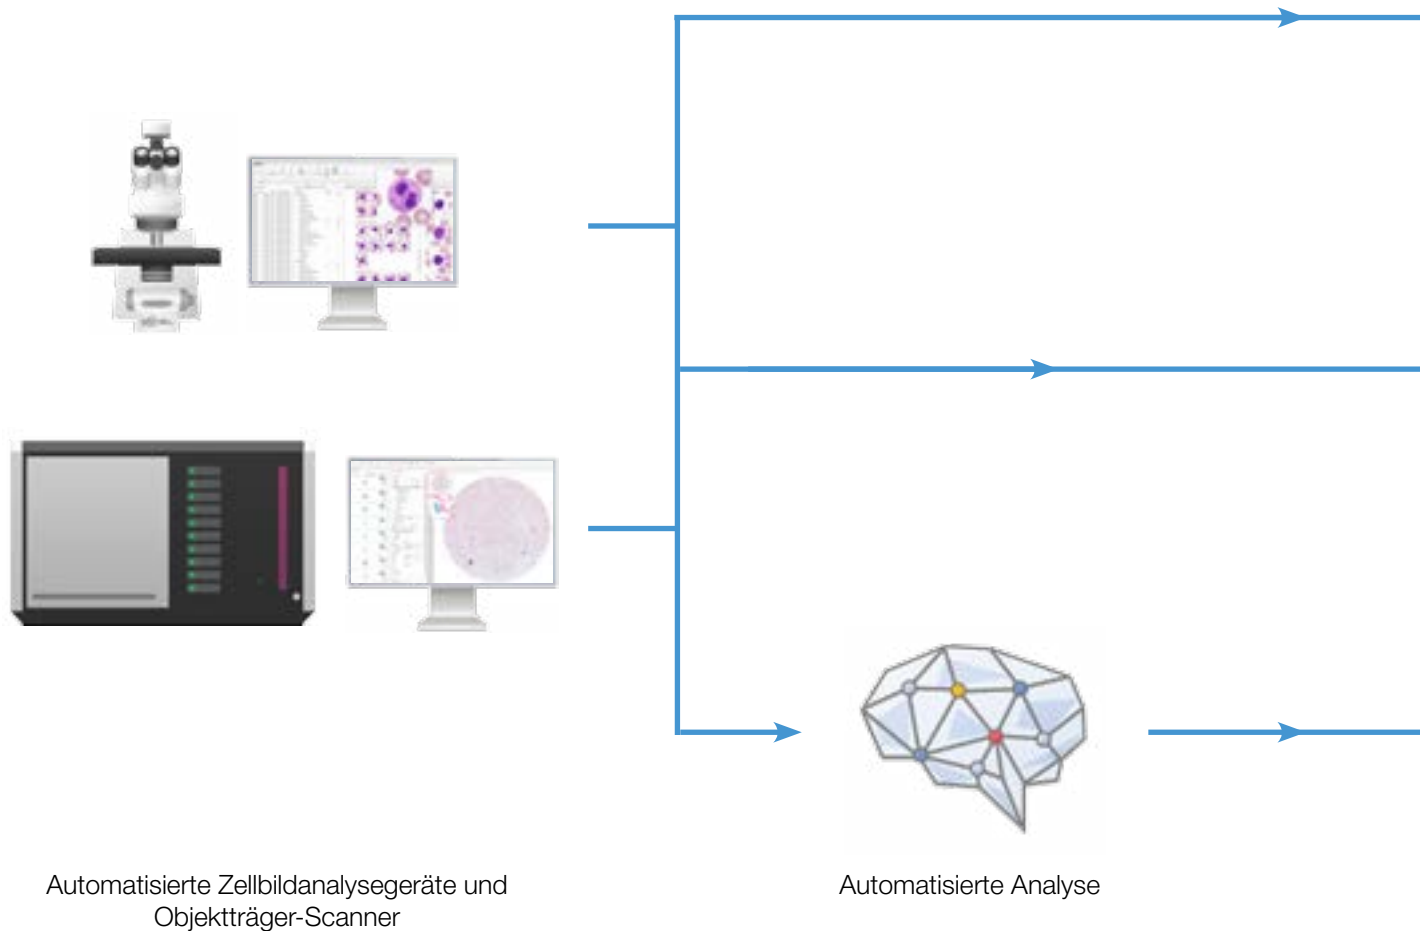 Automatisierte Zellbildanalysegeräte und
Objektträger-Scanner
Automatisierte Analyse